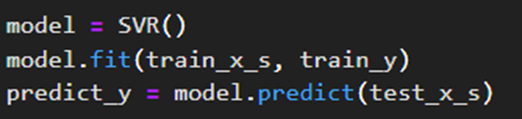 model = SVR()
model.fit(train_x_s, train_y)
predict_y = model.predict(test_x_s)